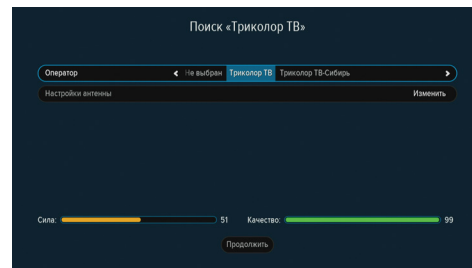 Поиск «Триколор ТВ»
Оператор Не выбран Триколор ТВ Триколор ТВ-Сибирь
Настройки антенны Изменить
Сила: 51 Качество: 99
Продолжить